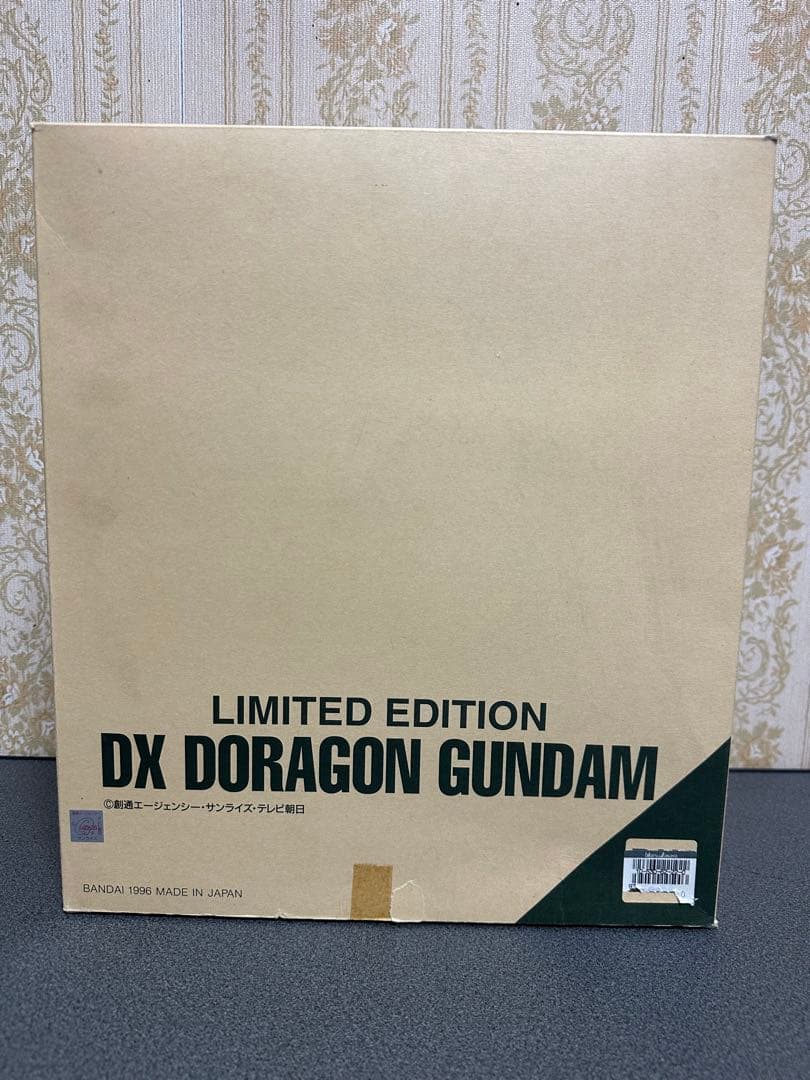 LIMITED EDITION
DX DORAGON GUNDAM
©創通エージェンシー・サンライズ・テレビ朝日
BANDAI 1996 MADE IN JAPAN